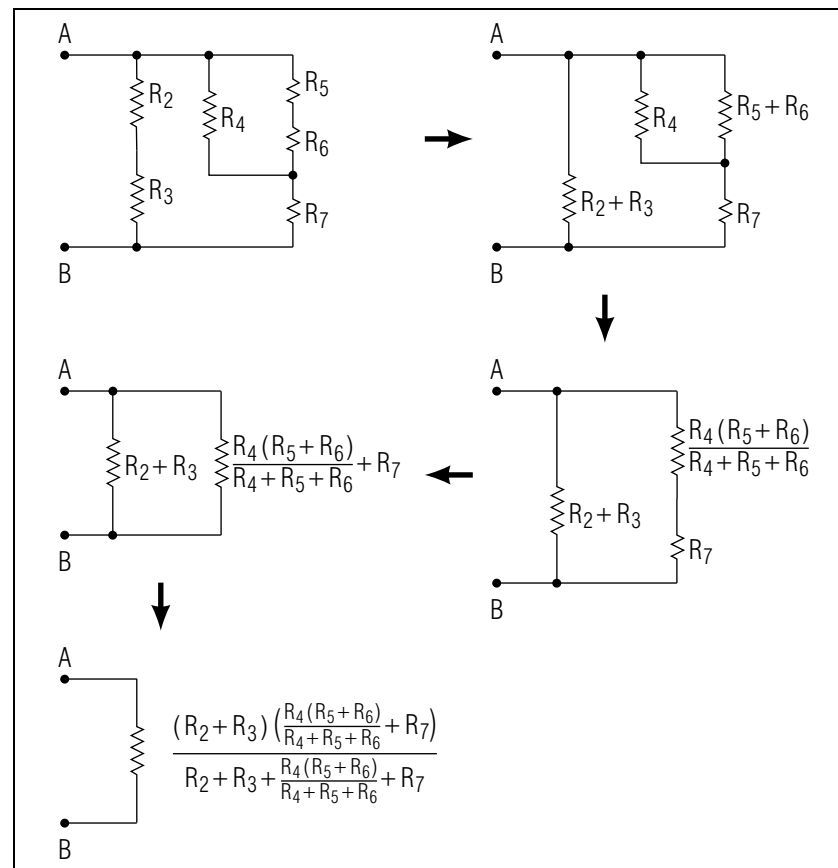 A
R2
R3
R4
R5
R6
R7
B
A
R2+R3
R4
R5+R6
R7
B
A
R2+R3
R4(R5+R6)
R4+R5+R6
+R7
B
A
R2+R3
R4(R5+R6)
R4+R5+R6
R7
B
A
(R2+R3)(R4(R5+R6)/R4+R5+R6+R7)
R2+R3+R4(R5+R6)/R4+R5+R6+R7
B